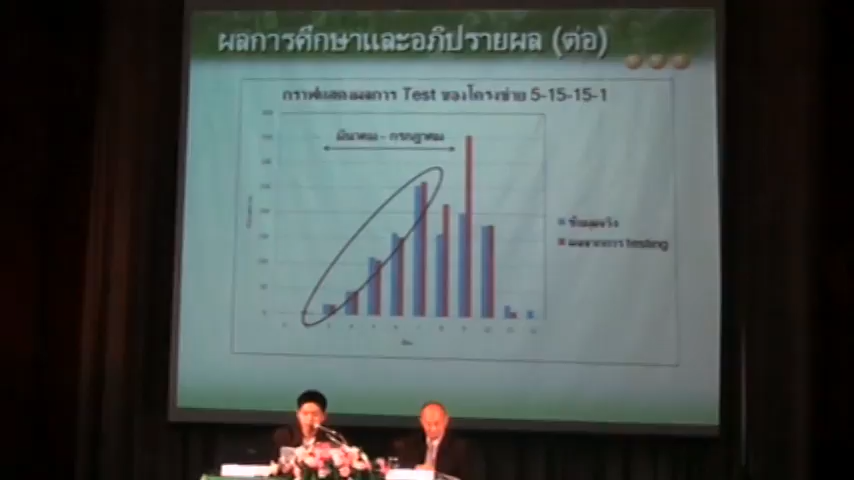 ผลการศึกษาและอภิปรายผล (ต่อ)
กราฟแสดงผลการ Test ของโครงข่าย 5-15-15-1
มีนาคม - กรกฎาคม
ข้อมูลจริง
ผลจากการ testing